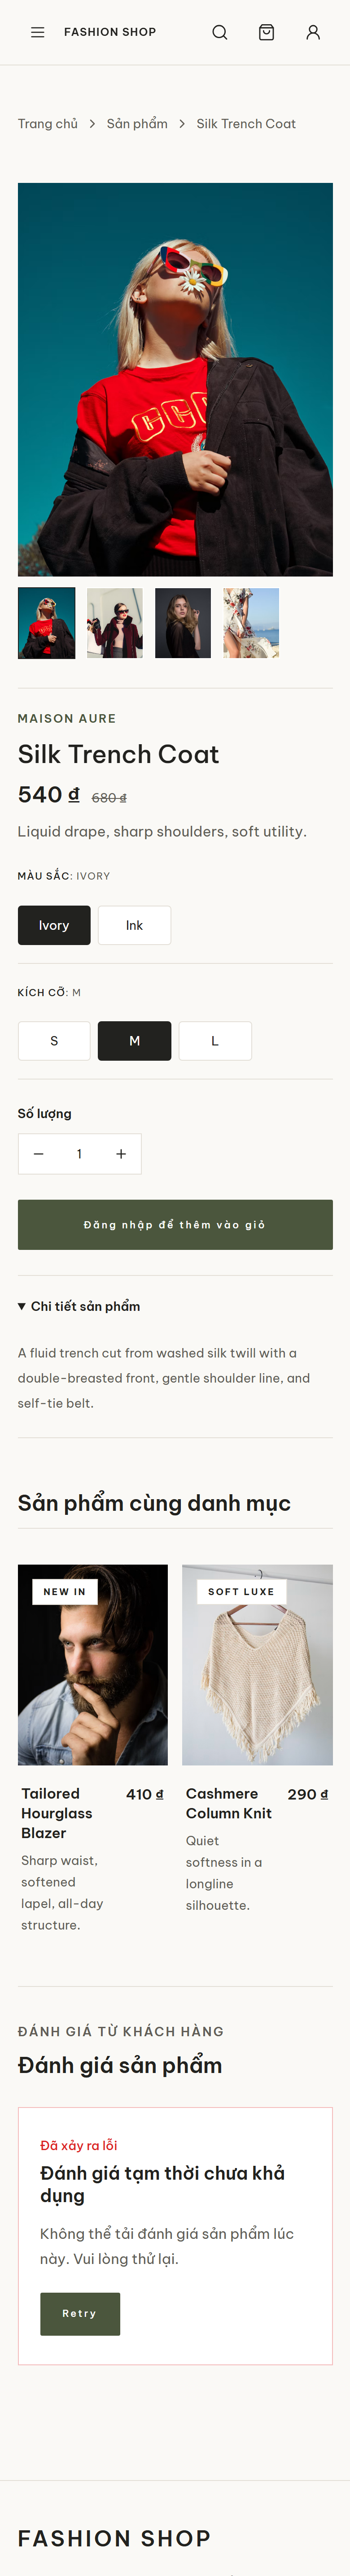 FASHION SHOP
Trang chủ > Sản phẩm > Silk Trench Coat
MAISON AURE
Silk Trench Coat
540 ₫ 680 ₫
Liquid drape, sharp shoulders, soft utility.
MÀU SẮC: IVORY
Ivory Ink
KÍCH CỠ: M
S M L
Số lượng
− 1 +
Đăng nhập để thêm vào giỏ
▼ Chi tiết sản phẩm
A fluid trench cut from washed silk twill with a
double-breasted front, gentle shoulder line, and
self-tie belt.
Sản phẩm cùng danh mục
NEW IN
SOFT LUXE
Tailored
Hourglass
Blazer
410 ₫
Sharp waist,
softened
lapel, all-day
structure.
Cashmere
Column Knit
290 ₫
Quiet
softness in a
longline
silhouette.
ĐÁNH GIÁ TỪ KHÁCH HÀNG
Đánh giá sản phẩm
Đã xảy ra lỗi
Đánh giá tạm thời chưa khả
dụng
Không thể tải đánh giá sản phẩm lúc
này. Vui lòng thử lại.
Retry
FASHION SHOP